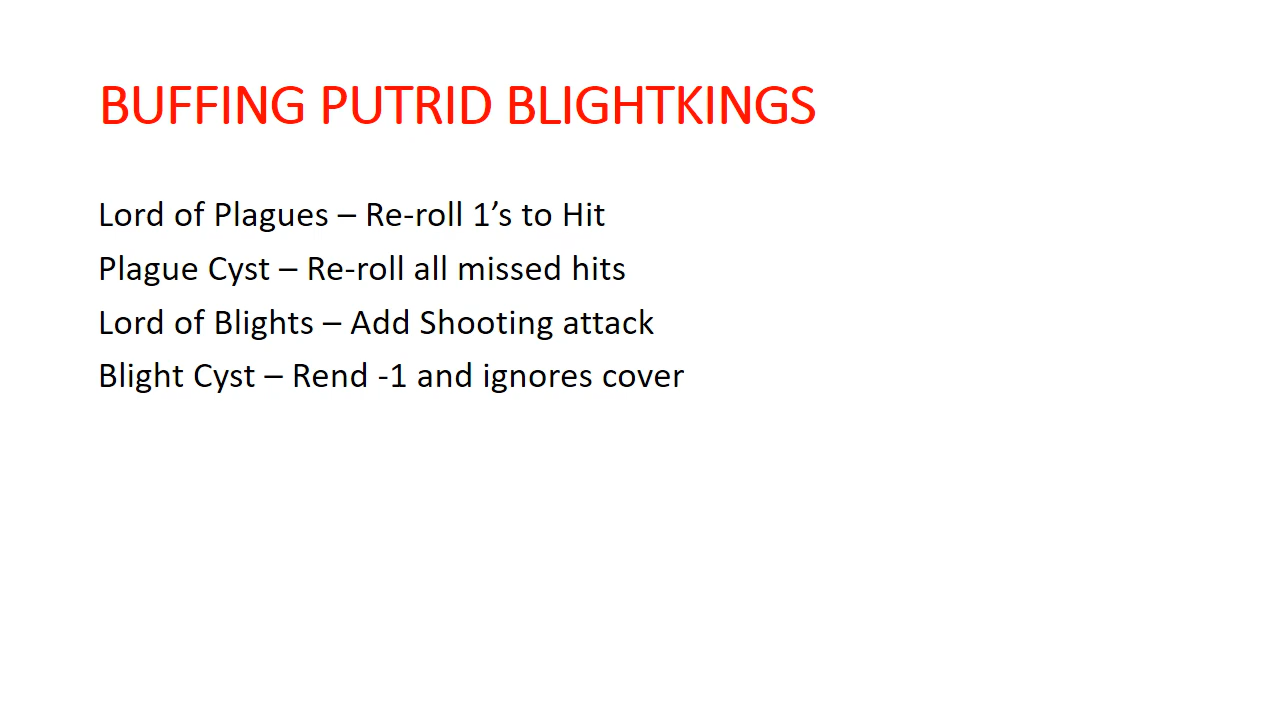 BUFFING PUTRID BLIGHTKINGS
Lord of Plagues – Re-roll 1’s to Hit
Plague Cyst – Re-roll all missed hits
Lord of Blights – Add Shooting attack
Blight Cyst – Rend -1 and ignores cover